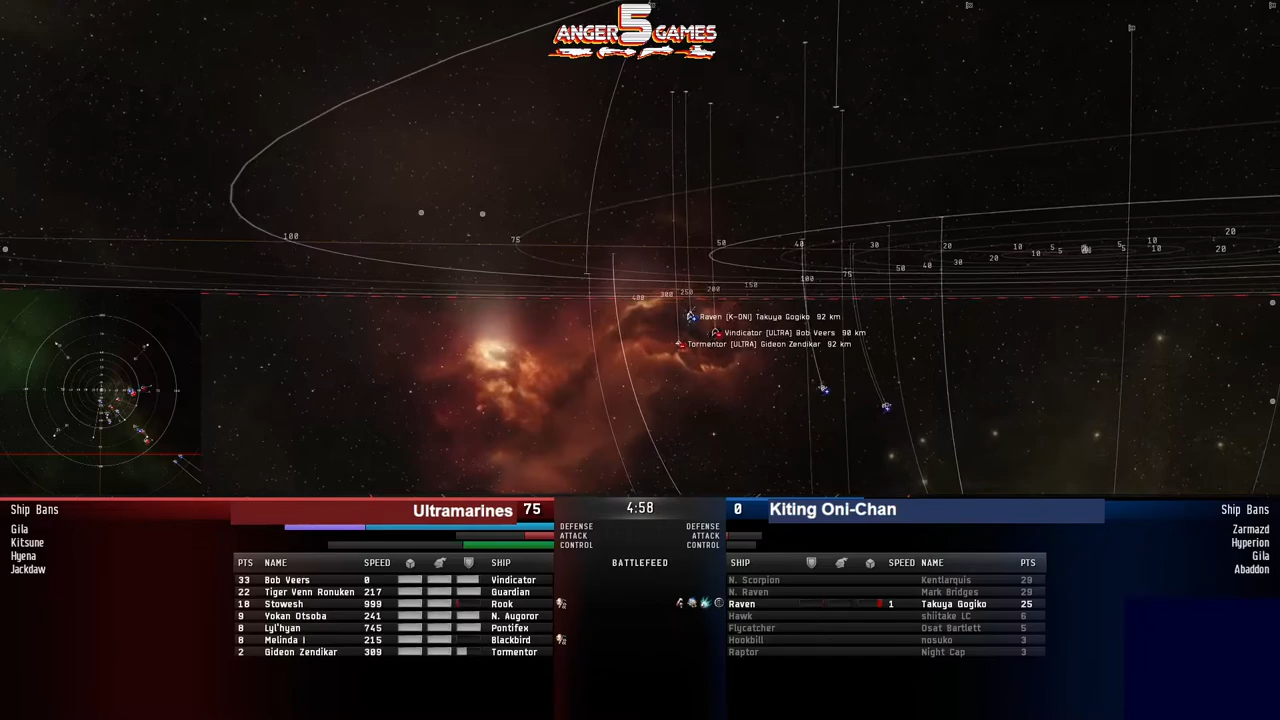 ANGER 5 GAMES
100
75
50
40
30
20
10
5
5
10
20
20
10
5
5
10
20
30
40
50
75
100
150
200
250
300
400
Raven [K-ONI] Takuya Gogiko 92 km
Vindicator [ULTRA] Bob Veers 90 km
Tormentor [ULTRA] Gideon Zendikar 92 km
Ship Bans
Gila
Kitsune
Hyena
Jackdaw
Ultramarines 75
4:58
0 Kiting Oni-Chan
Ship Bans
Zarmazd
Hyperion
Gila
Abaddon
DEFENSE DEFENSE
ATTACK ATTACK
CONTROL CONTROL
BATTLEFEED
PTS NAME SPEED SHIP
33 Bob Veers 0 Vindicator
22 Tiger Venn Ronuken 217 Guardian
18 Stowesh 999 Rook
9 Yokan Otsoba 241 N. Augoror
8 Lyl'hyan 745 Pontifex
8 Melinda I 215 Blackbird
2 Gideon Zendikar 309 Tormentor
SHIP SPEED NAME PTS
N. Scorpion Kentlarquis 29
N. Raven Mark Bridges 29
Raven 1 Takuya Gogiko 25
Hawk shiitake LC 6
Flycatcher Osat Bartlett 5
Hookbill nosuko 3
Raptor Night Cap 3